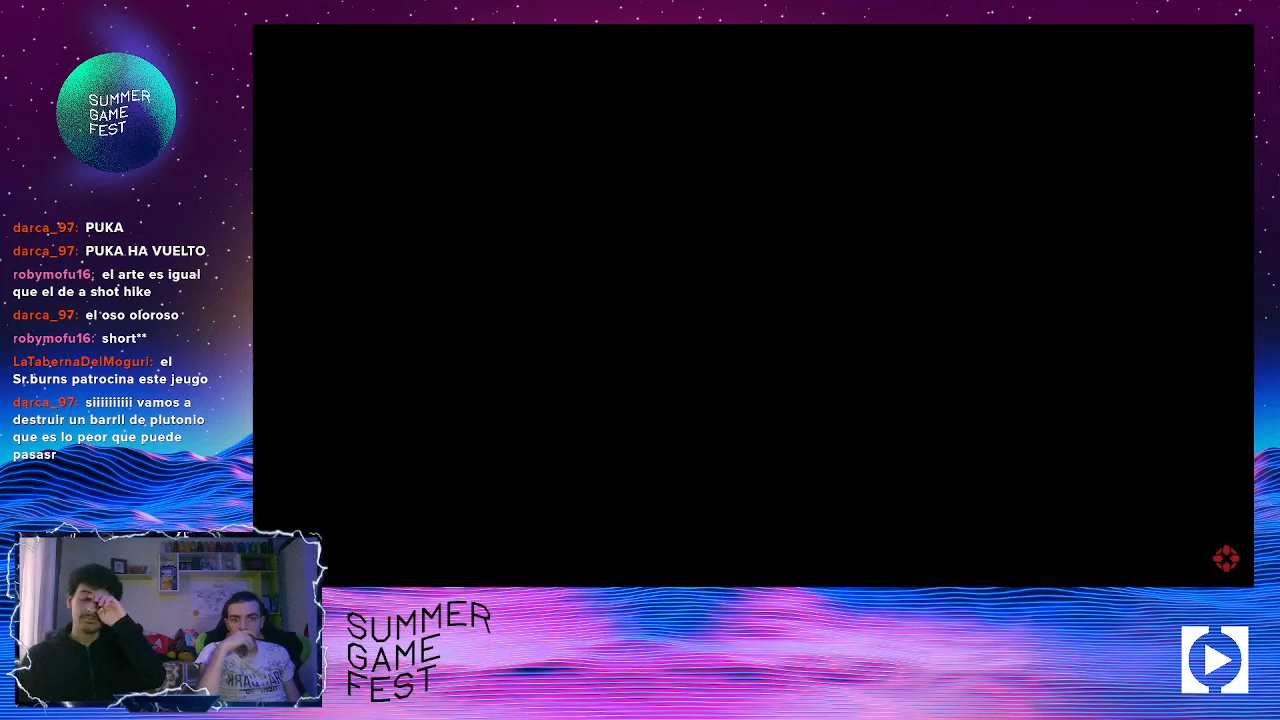 SUMMER
GAME
FEST
darca_97: PUKA
darca_97: PUKA HA VUELTO
robymofu16: el arte es igual
que el de a shot hike
darca_97: el oso oloroso
robymofu16: short**
LaTabernaDelMoguri: el
Sr.burns patrocina este jeugo
darca_97: siiiiiiiiii vamos a
destruir un barril de plutonio
que es lo peor que puede
pasasr
SUMMER
GAME
FEST